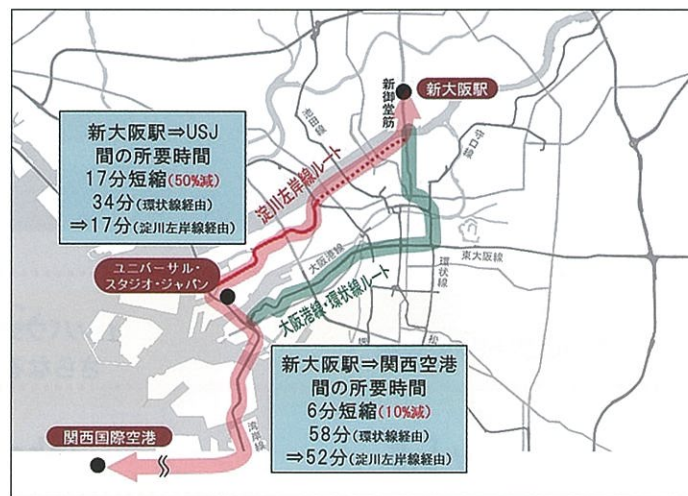 新大阪駅
新御堂筋
池田線
守口線
新大阪駅⇒USJ
間の所要時間
17分短縮(50%減)
34分(環状線経由)
⇒17分(淀川左岸線経由)
淀川左岸線ルート
ユニバーサル・
スタジオ・ジャパン
大阪港線
東大阪線
環状線
大阪港線・環状線ルート
新大阪駅⇒関西空港
間の所要時間
6分短縮(10%減)
58分(環状線経由)
⇒52分(淀川左岸線経由)
湾岸線
関西国際空港